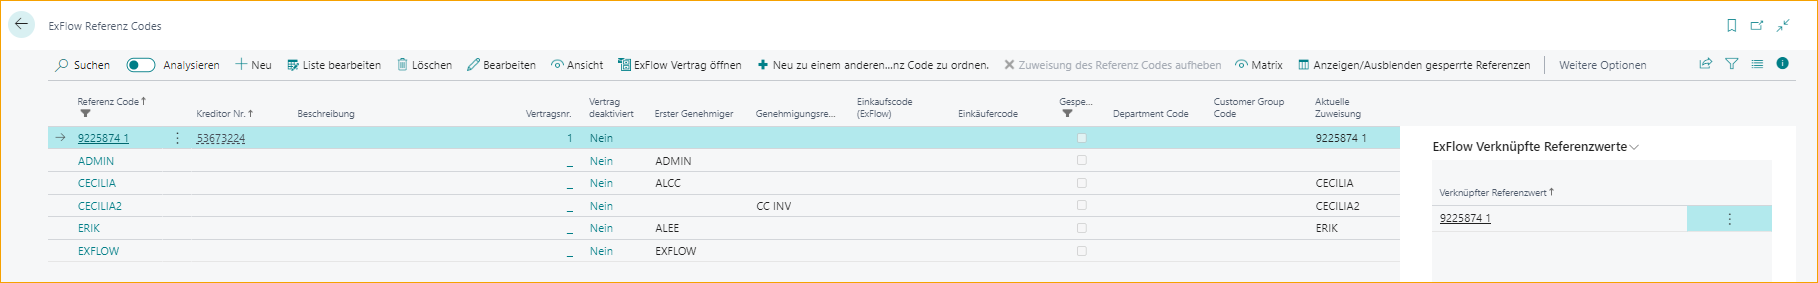 ExFlow Referenz Codes
Suchen Analysieren Neu Liste bearbeiten Löschen Bearbeiten Ansicht ExFlow Vertrag öffnen Neu zu einem anderen...nz Code zu ordnen. Zuweisung des Referenz Codes aufheben Matrix Anzeigen/Ausblenden gesperrte Referenzen Weitere Optionen
Referenz Code↑ Kreditor Nr.↑ Beschreibung Vertragsnr. Vertrag deaktiviert Erster Genehmiger Genehmigungsre... Einkaufscode (ExFlow) Einkäufercode Gespe... Department Code Customer Group Code Aktuelle Zuweisung
9225874 1 53673224 1 Nein 9225874 1
ADMIN _ Nein ADMIN
CECILIA _ Nein ALCC CECILIA
CECILIA2 _ Nein CC INV CECILIA2
ERIK _ Nein ALEE ERIK
EXFLOW _ Nein EXFLOW
ExFlow Verknüpfte Referenzwerte
Verknüpfter Referenzwert↑
9225874 1